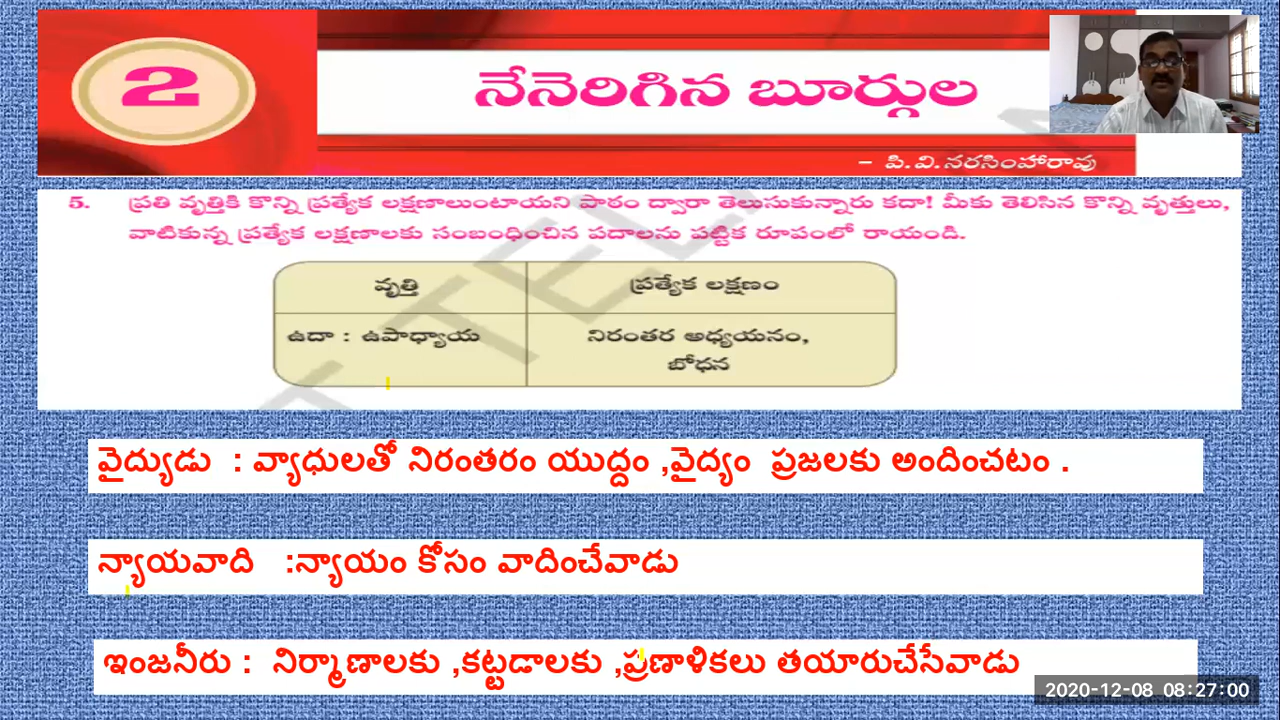 2
నేనెరిగిన బూర్గుల
– పి.వి.నరసింహారావు
5. ప్రతి వృత్తికి కొన్ని ప్రత్యేక లక్షణాలుంటాయని పాఠం ద్వారా తెలుసుకున్నారు కదా! మీకు తెలిసిన కొన్ని వృత్తులు,
వాటికున్న ప్రత్యేక లక్షణాలకు సంబంధించిన పదాలను పట్టిక రూపంలో రాయండి.
వృత్తి ప్రత్యేక లక్షణం
ఉదా : ఉపాధ్యాయ నిరంతర అధ్యయనం,
బోధన
వైద్యుడు : వ్యాధులతో నిరంతరం యుద్దం ,వైద్యం ప్రజలకు అందించటం .
న్యాయవాది :న్యాయం కోసం వాదించేవాడు
ఇంజనీరు : నిర్మాణాలకు ,కట్టడాలకు ,ప్రణాళికలు తయారుచేసేవాడు
2020-12-08 08:27:00